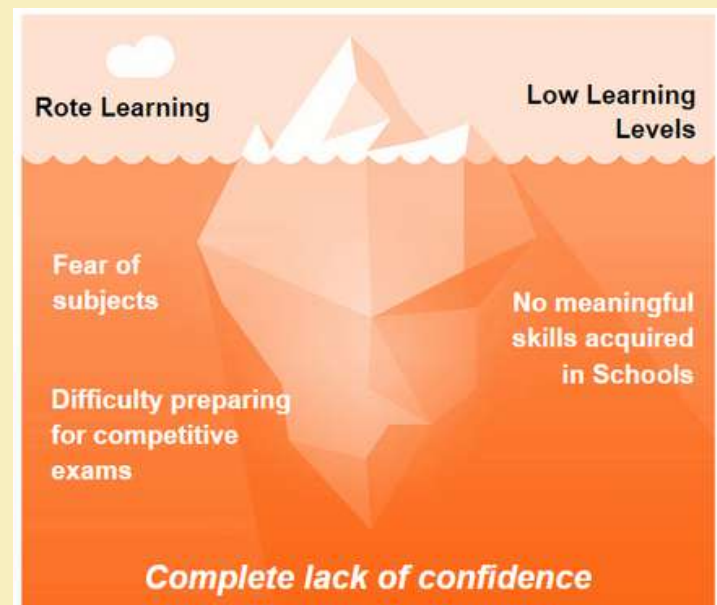 Rote Learning
Low Learning
Levels
Fear of
subjects
No meaningful
skills acquired
in Schools
Difficulty preparing
for competitive
exams
Complete lack of confidence